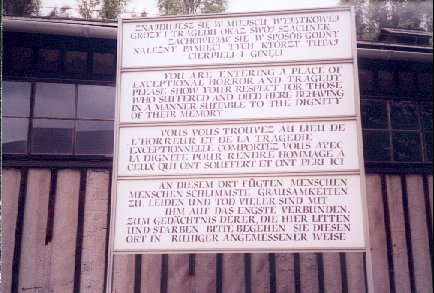 ZNAJDUJESZ SIĘ W MIEJSCU WYJĄTKOWEJ
GROZY I TRAGEDII OKAŻ SWÓJ SZACUNEK
ZACHOWUJĄC SIĘ W SPOSÓB GODNY
NALEŻNY PAMIĘCI TYCH KTÓRZY TUTAJ
CIERPIELI I GINĘLI
YOU ARE ENTERING A PLACE OF
EXCEPTIONAL HORROR AND TRAGEDY
PLEASE SHOW YOUR RESPECT FOR THOSE
WHO SUFFERED AND DIED HERE BEHAVING
IN A MANNER SUITABLE TO THE DIGNITY
OF THEIR MEMORY
VOUS VOUS TROUVEZ AU LIEU DE
L'HORREUR ET DE LA TRAGEDIE
EXCEPTIONELLE. COMPORTEZ VOUS AVEC
LA DIGNITE POUR RENDRE HOMMAGE A
CEUX QUI ONT SOUFFERT ET ONT PERI ICI
AN DIESEM ORT FÜGTEN MENSCHEN
MENSCHEN SCHLIMMSTE GRAUSAMKEITEN
ZU. LEIDEN UND TOD VIELER SIND MIT
IHM AUF DAS ENGSTE VERBUNDEN.
ZUM GEDÄCHTNIS DERER, DIE HIER LITTEN
UND STARBEN BITTE BEGEHEN SIE DIESEN
ORT IN RUHIGER ANGEMESSENER WEISE